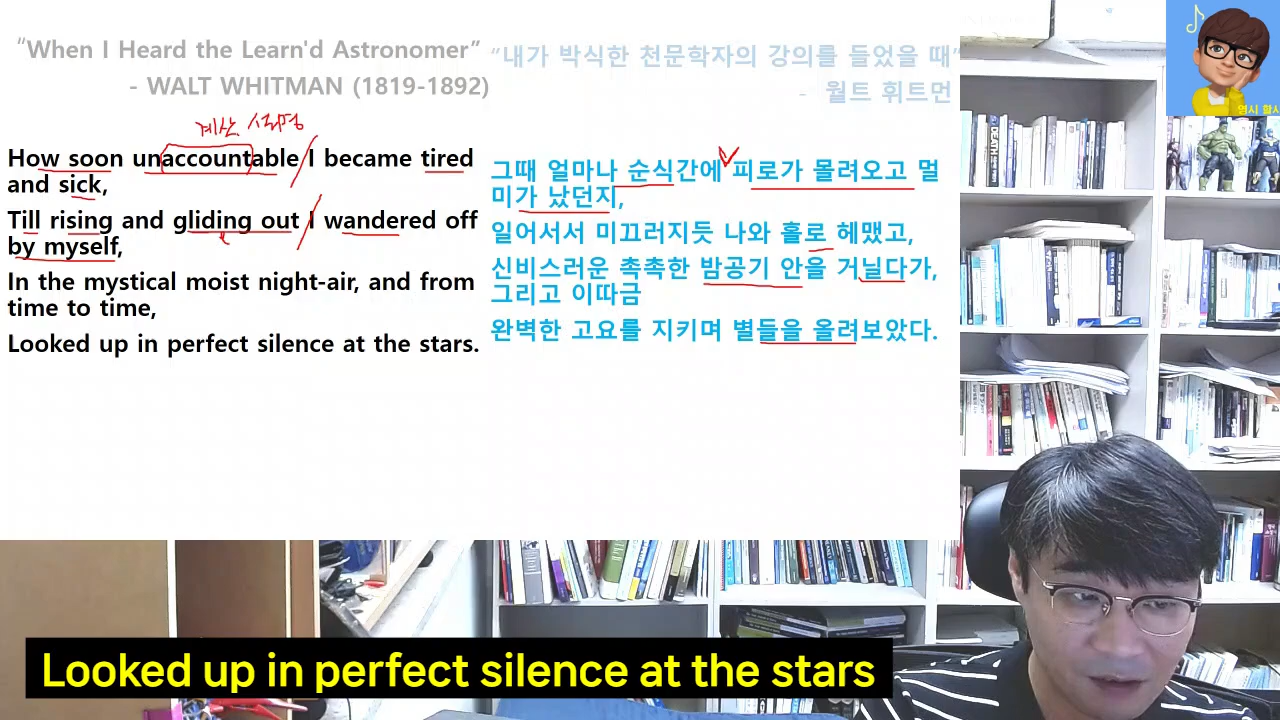 “When I Heard the Learn'd Astronomer”
- WALT WHITMAN (1819-1892)
How soon unaccountable I became tired
and sick,
Till rising and gliding out I wandered off
by myself,
In the mystical moist night-air, and from
time to time,
Looked up in perfect silence at the stars.
“내가 박식한 천문학자의 강의를 들었을 때”
- 월트 휘트먼
그때 얼마나 순식간에 피로가 몰려오고 멀
미가 났던지,
일어서서 미끄러지듯 나와 홀로 헤맸고,
신비스러운 촉촉한 밤공기 안을 거닐다가,
그리고 이따금
완벽한 고요를 지키며 별들을 올려보았다.
Looked up in perfect silence at the stars